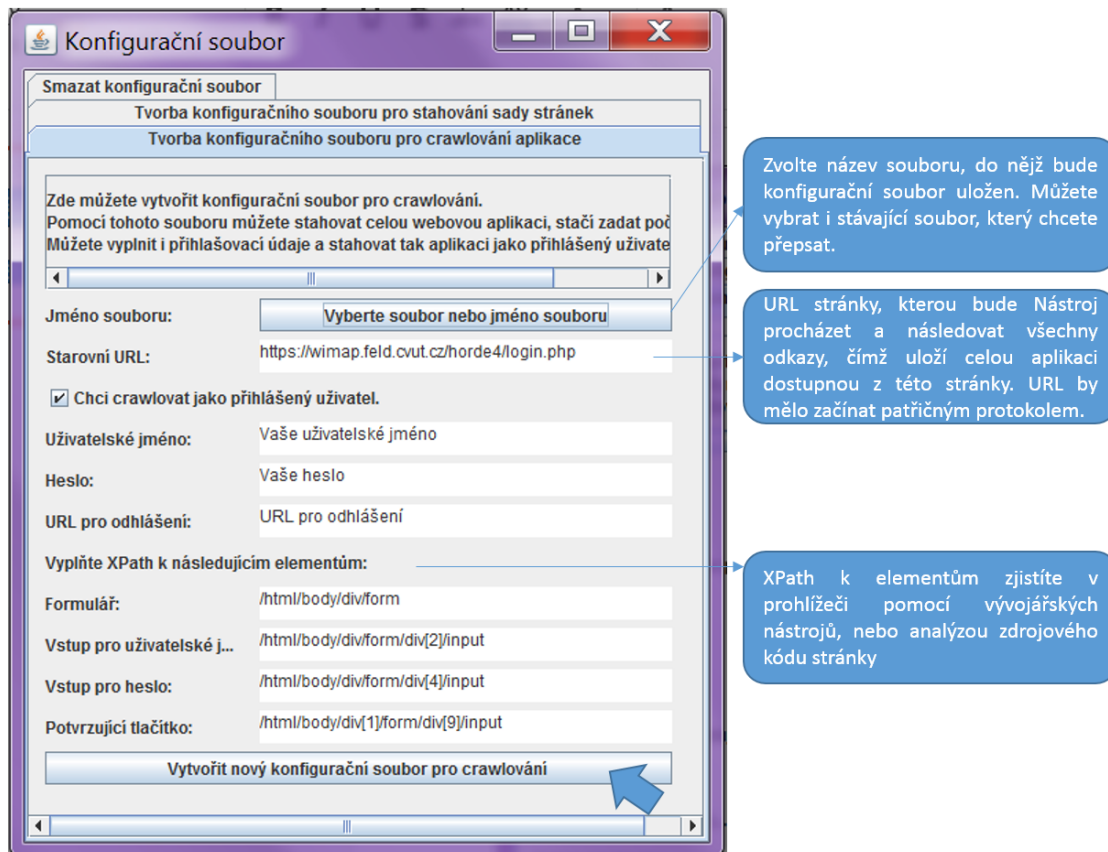 Konfigurační soubor
Smazat konfigurační soubor
Tvorba konfiguračního souboru pro stahování sady stránek
Tvorba konfiguračního souboru pro crawlování aplikace
Zde můžete vytvořit konfigurační soubor pro crawlování.
Pomocí tohoto souboru můžete stahovat celou webovou aplikaci, stačí zadat poč
Můžete vyplnit i přihlašovací údaje a stahovat tak aplikaci jako přihlášený uživate
Jméno souboru:
Vyberte soubor nebo jméno souboru
Starovní URL:
https://wimap.feld.cvut.cz/horde4/login.php
Chci crawlovat jako přihlášený uživatel.
Uživatelské jméno:
Vaše uživatelské jméno
Heslo:
Vaše heslo
URL pro odhlášení:
URL pro odhlášení
Vyplňte XPath k následujícím elementům:
Formulář:
/html/body/div/form
Vstup pro uživatelské j...
/html/body/div/form/div[2]/input
Vstup pro heslo:
/html/body/div/form/div[4]/input
Potvrzující tlačítko:
/html/body/div[1]/form/div[9]/input
Vytvořit nový konfigurační soubor pro crawlování
Zvolte název souboru, do nějž bude
konfigurační soubor uložen. Můžete
vybrat i stávající soubor, který chcete
přepsat.
URL stránky, kterou bude Nástroj
procházet a následovat všechny
odkazy, čímž uloží celou aplikaci
dostupnou z této stránky. URL by
mělo začínat patřičným protokolem.
XPath k elementům zjistíte v
prohlížeči pomocí vývojářských
nástrojů, nebo analýzou zdrojového
kódu stránky